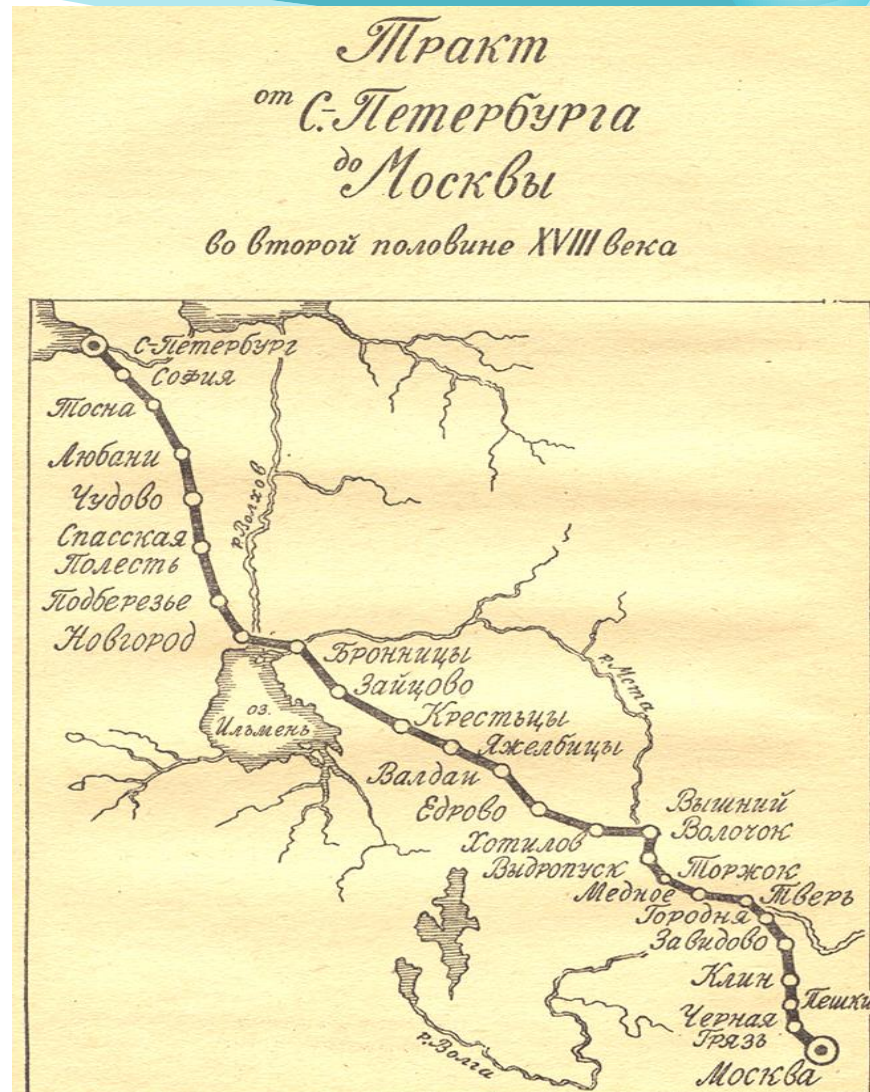 Тракт
от С.-Петербурга
до Москвы
во второй половине XVIII века
С-Петербург
София
Тосна
Любани
Чудово
Спасская
Полесть
Подберезье
Новгород
р. Волхов
Бронницы
Зайцово
оз.
Ильмень
Крестьцы
Яжелбицы
р. Мста
Валдаи
Едрово
Хотилов
Вышний
Волочок
Выдропуск
Торжок
Медное
Тверь
Городня
Завидово
Клин
Пешки
Черная
Грязь
Москва
р. Волга